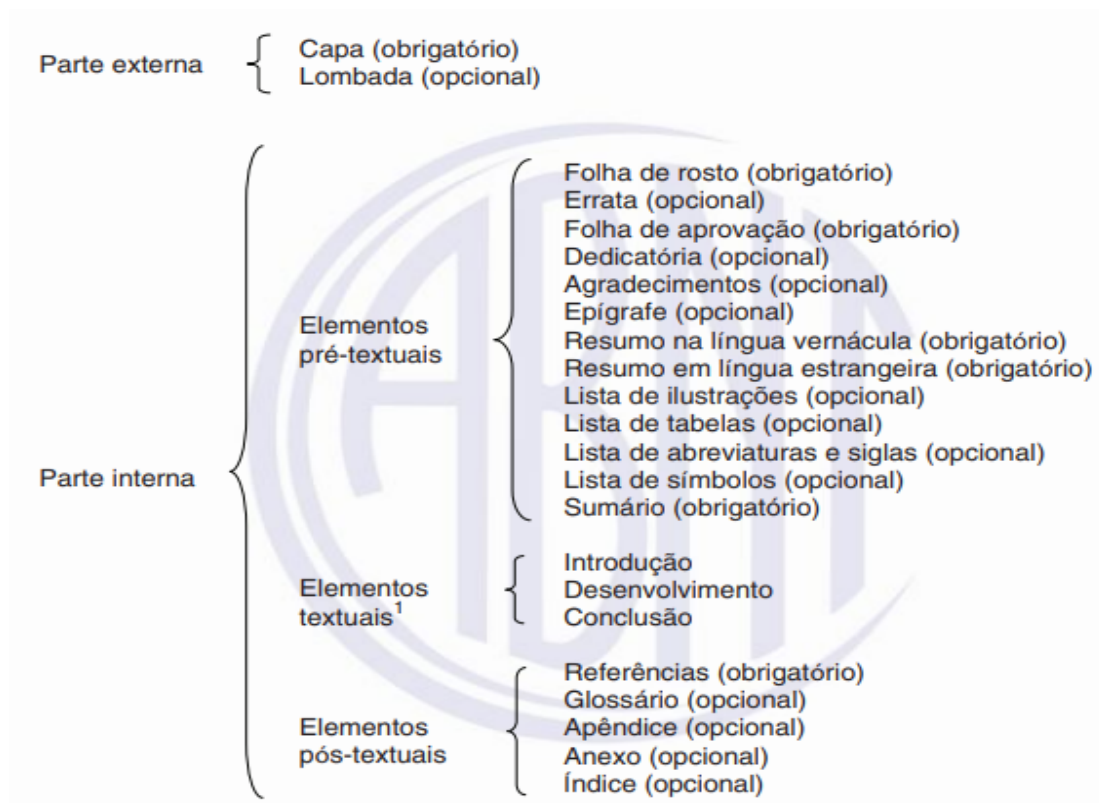 Parte externa
Capa (obrigatório)
Lombada (opcional)
Parte interna
Elementos
pré-textuais
Folha de rosto (obrigatório)
Errata (opcional)
Folha de aprovação (obrigatório)
Dedicatória (opcional)
Agradecimentos (opcional)
Epígrafe (opcional)
Resumo na língua vernácula (obrigatório)
Resumo em língua estrangeira (obrigatório)
Lista de ilustrações (opcional)
Lista de tabelas (opcional)
Lista de abreviaturas e siglas (opcional)
Lista de símbolos (opcional)
Sumário (obrigatório)
Elementos
textuais¹
Introdução
Desenvolvimento
Conclusão
Elementos
pós-textuais
Referências (obrigatório)
Glossário (opcional)
Apêndice (opcional)
Anexo (opcional)
Índice (opcional)
ABNT